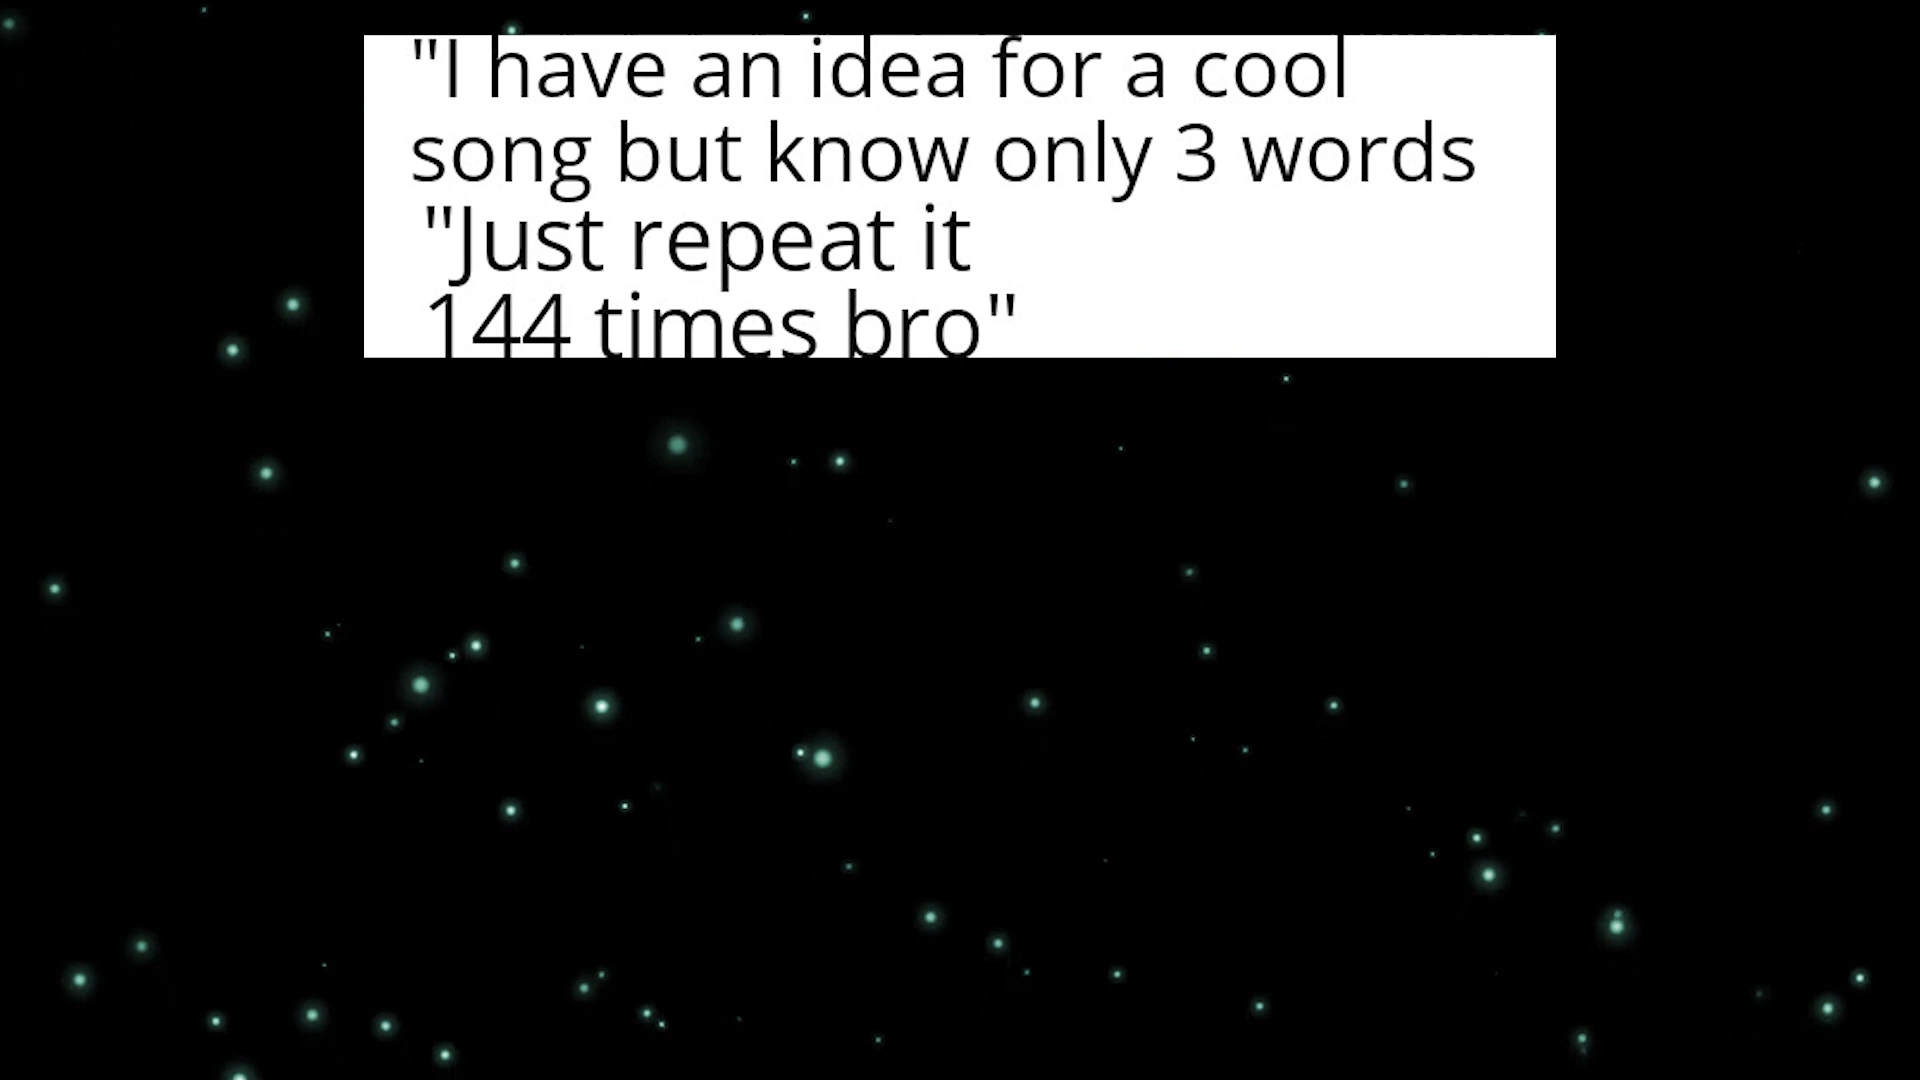 "I have an idea for a cool
song but know only 3 words
"Just repeat it
144 times bro"